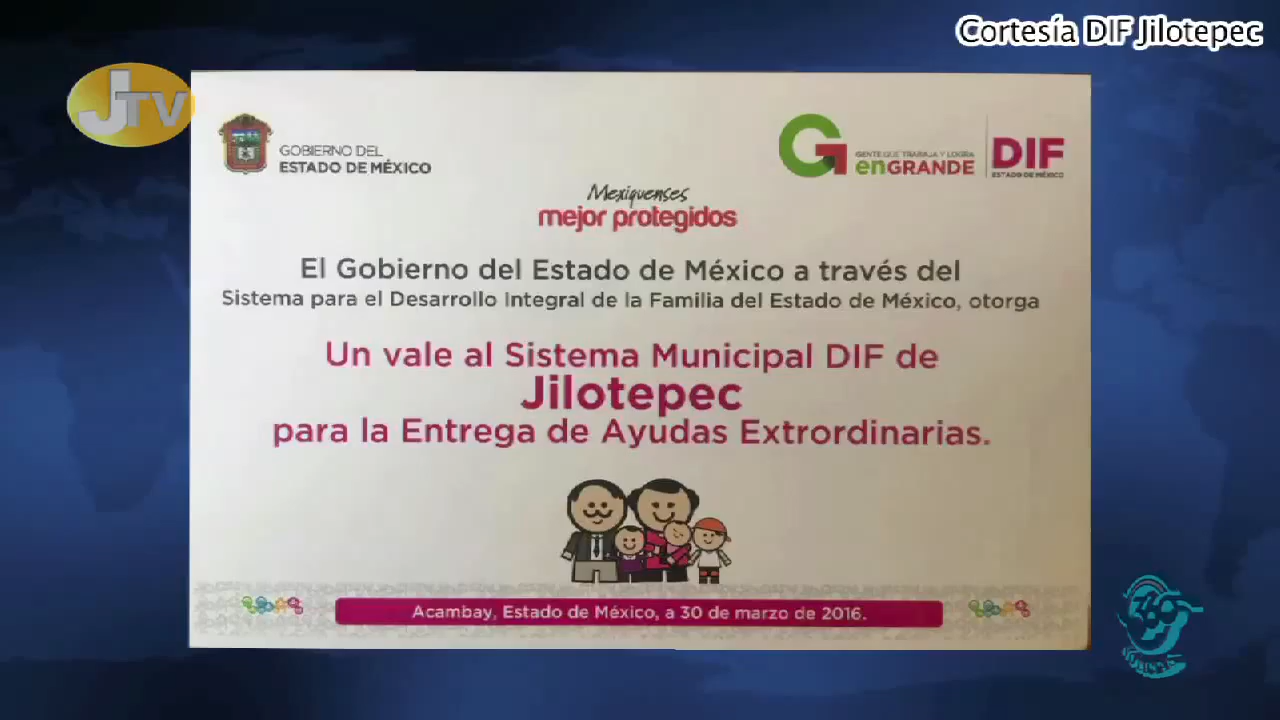 Cortesía DIF Jilotepec
JTV
GOBIERNO DEL
ESTADO DE MÉXICO
GENTE QUE TRABAJA Y LOGRA
enGRANDE
DIF
ESTADO DE MÉXICO
Mexiquenses
mejor protegidos
El Gobierno del Estado de México a través del
Sistema para el Desarrollo Integral de la Familia del Estado de México, otorga
Un vale al Sistema Municipal DIF de
Jilotepec
para la Entrega de Ayudas Extrordinarias.
Acambay, Estado de México, a 30 de marzo de 2016.